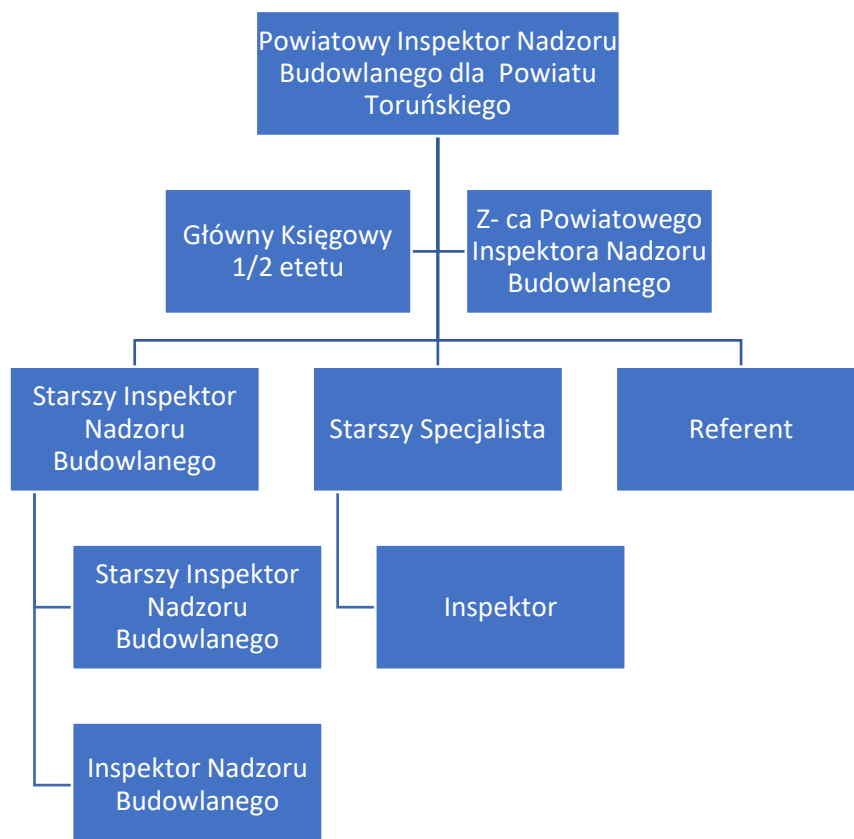 Powiatowy Inspektor Nadzoru
Budowlanego dla Powiatu
Toruńskiego
Główny Księgowy
1/2 etetu
Z- ca Powiatowego
Inspektora Nadzoru
Budowlanego
Starszy Inspektor
Nadzoru
Budowlanego
Starszy Specjalista
Referent
Starszy Inspektor
Nadzoru
Budowlanego
Inspektor
Inspektor Nadzoru
Budowlanego